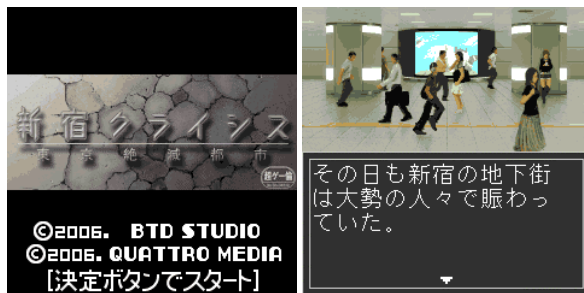 新宿クライシス
東京絶滅都市
超ゲー倫
©2006. BTD STUDIO
©2006. QUATTRO MEDIA
[決定ボタンでスタート]
その日も新宿の地下街
は大勢の人々で賑わっ
ていた。